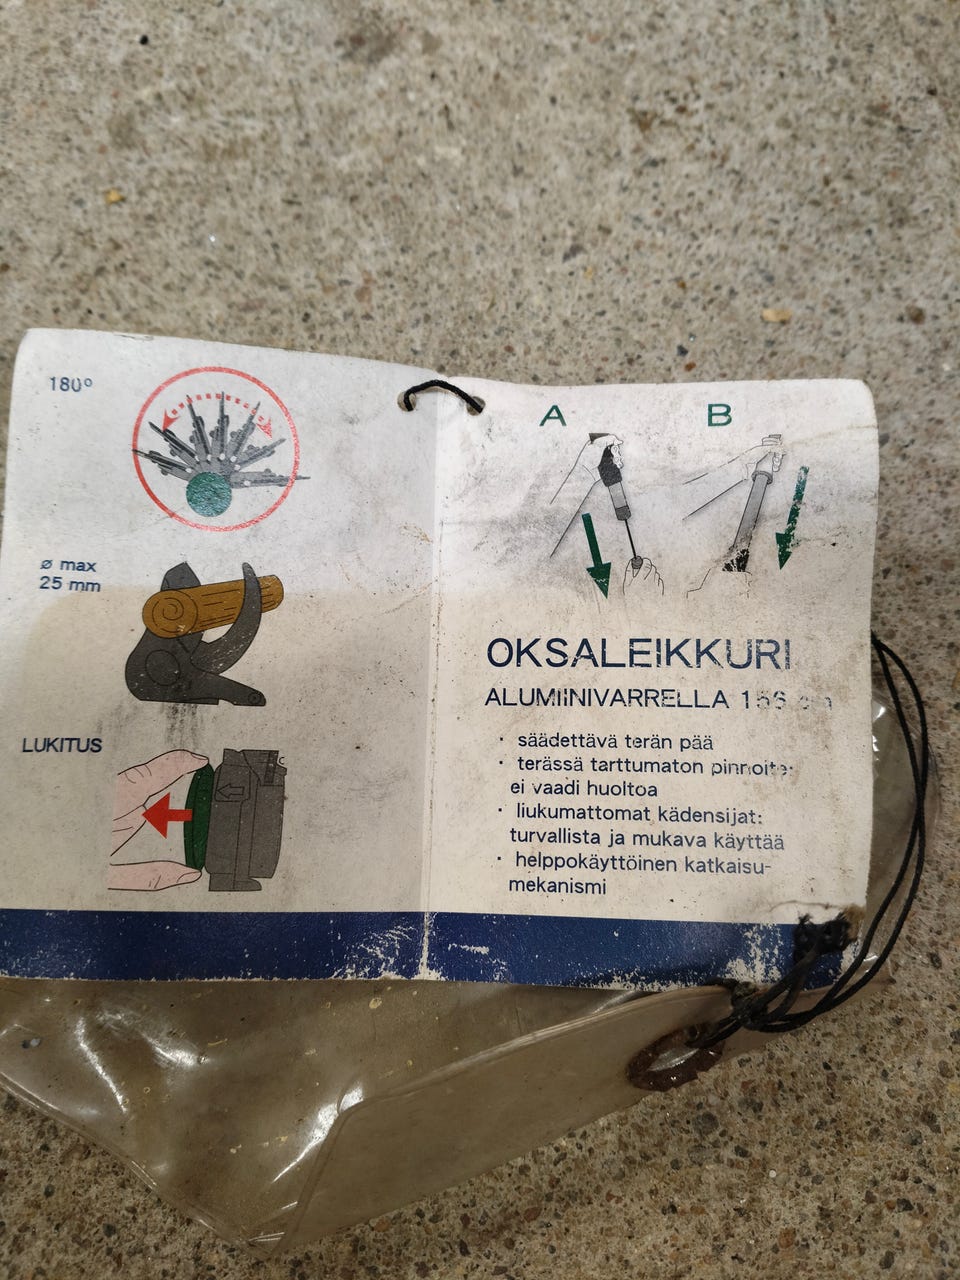 180°
ø max
25 mm
LUKITUS
A B
OKSALEIKKURI
ALUMIINIVARRELLA
· säädettävä terän pää
· terässä tarttumaton pinnoite:
ei vaadi huoltoa
· liukumattomat kädensijat:
turvallista ja mukava käyttää
· helppokäyttöinen katkaisu-
mekanismi